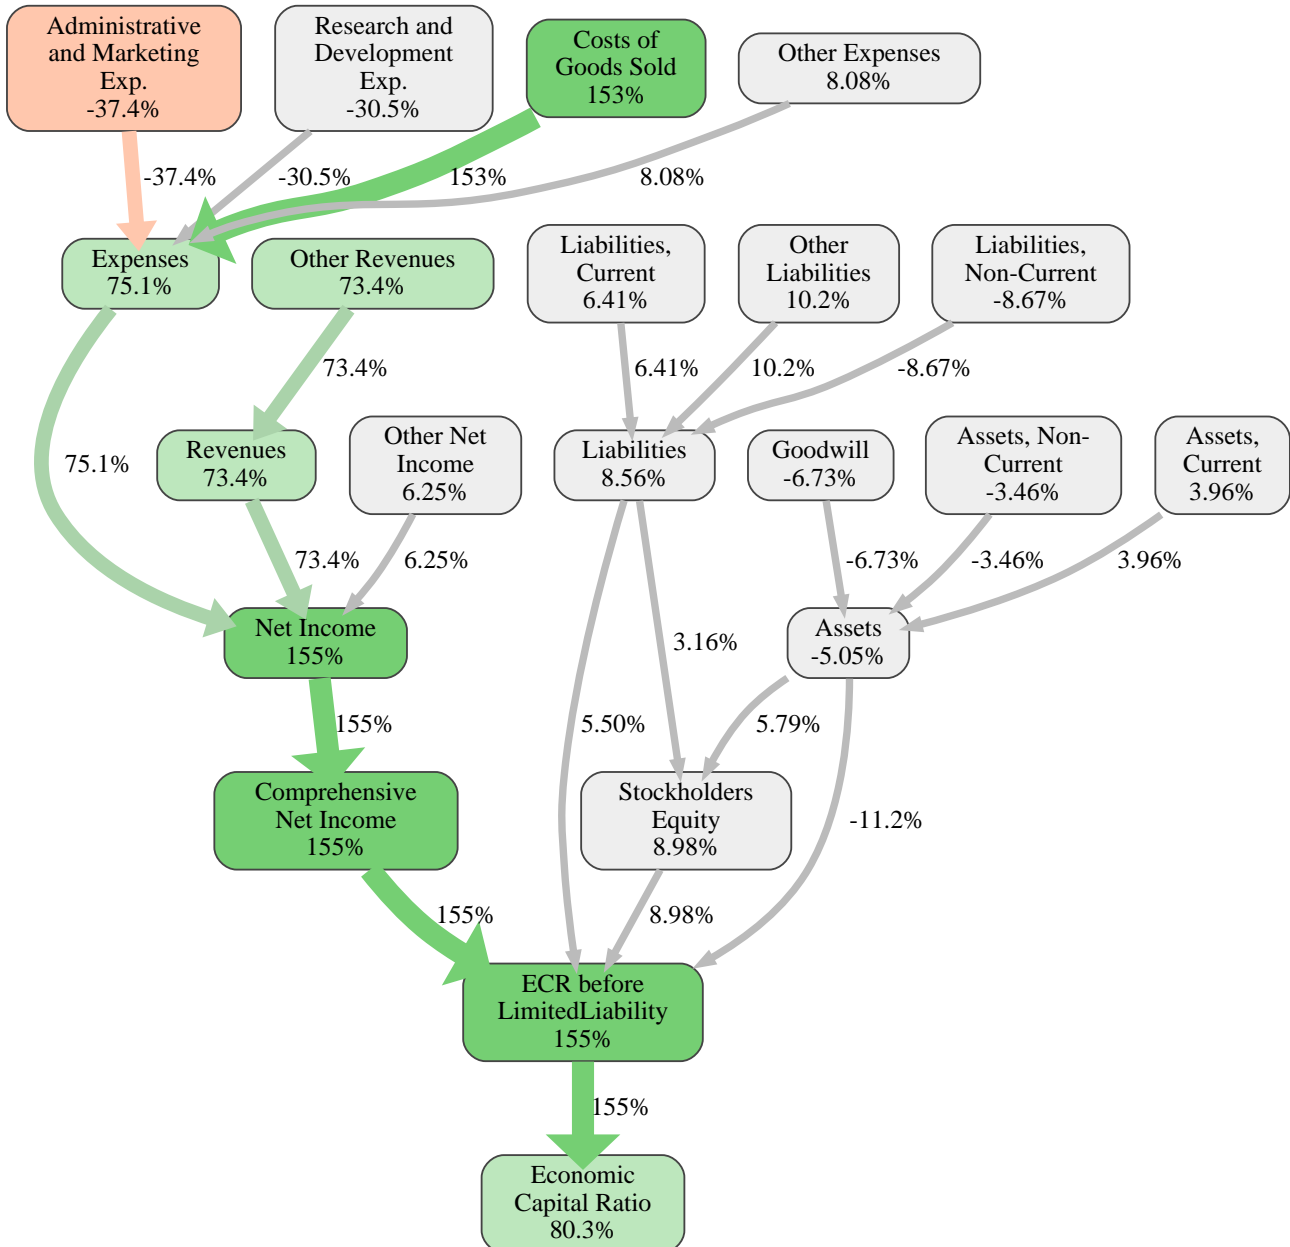 Administrative
and Marketing
Exp.
-37.4%
Research and
Development
Exp.
-30.5%
Costs of
Goods Sold
153%
Other Expenses
8.08%
-37.4%
-30.5%
153%
8.08%
Expenses
75.1%
Other Revenues
73.4%
Liabilities,
Current
6.41%
Other
Liabilities
10.2%
Liabilities,
Non-Current
-8.67%
73.4%
6.41%
10.2%
-8.67%
75.1%
Revenues
73.4%
Other Net
Income
6.25%
Liabilities
8.56%
Goodwill
-6.73%
Assets, Non-
Current
-3.46%
Assets,
Current
3.96%
73.4%
6.25%
-6.73%
-3.46%
3.96%
Net Income
155%
3.16%
Assets
-5.05%
155%
5.50%
5.79%
Comprehensive
Net Income
155%
Stockholders
Equity
8.98%
-11.2%
155%
8.98%
ECR before
LimitedLiability
155%
155%
Economic
Capital Ratio
80.3%